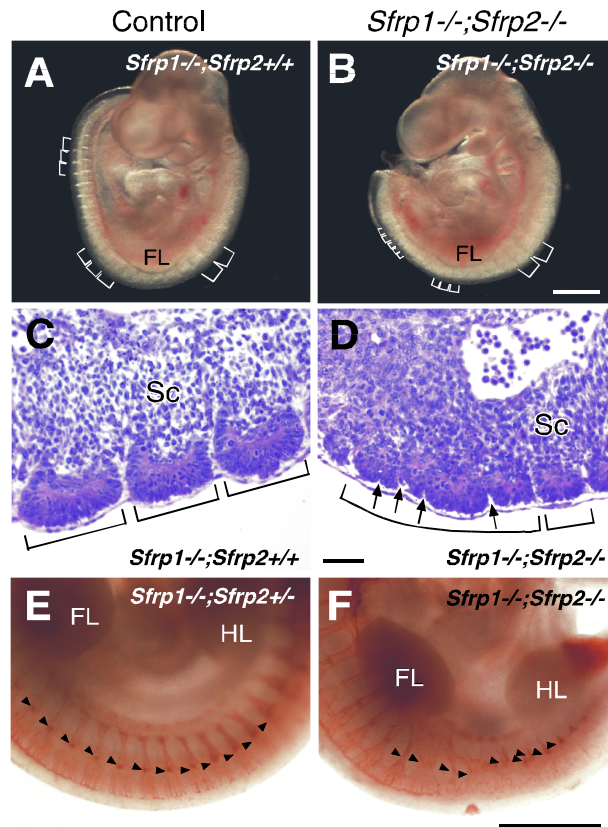 Control
Sfrp1-/-;Sfrp2-/-
A
Sfrp1-/-;Sfrp2+/+
FL
B
Sfrp1-/-;Sfrp2-/-
FL
C
Sc
Sfrp1-/-;Sfrp2+/+
D
Sc
Sfrp1-/-;Sfrp2-/-
E
Sfrp1-/-;Sfrp2+/-
FL
HL
F
Sfrp1-/-;Sfrp2-/-
FL
HL